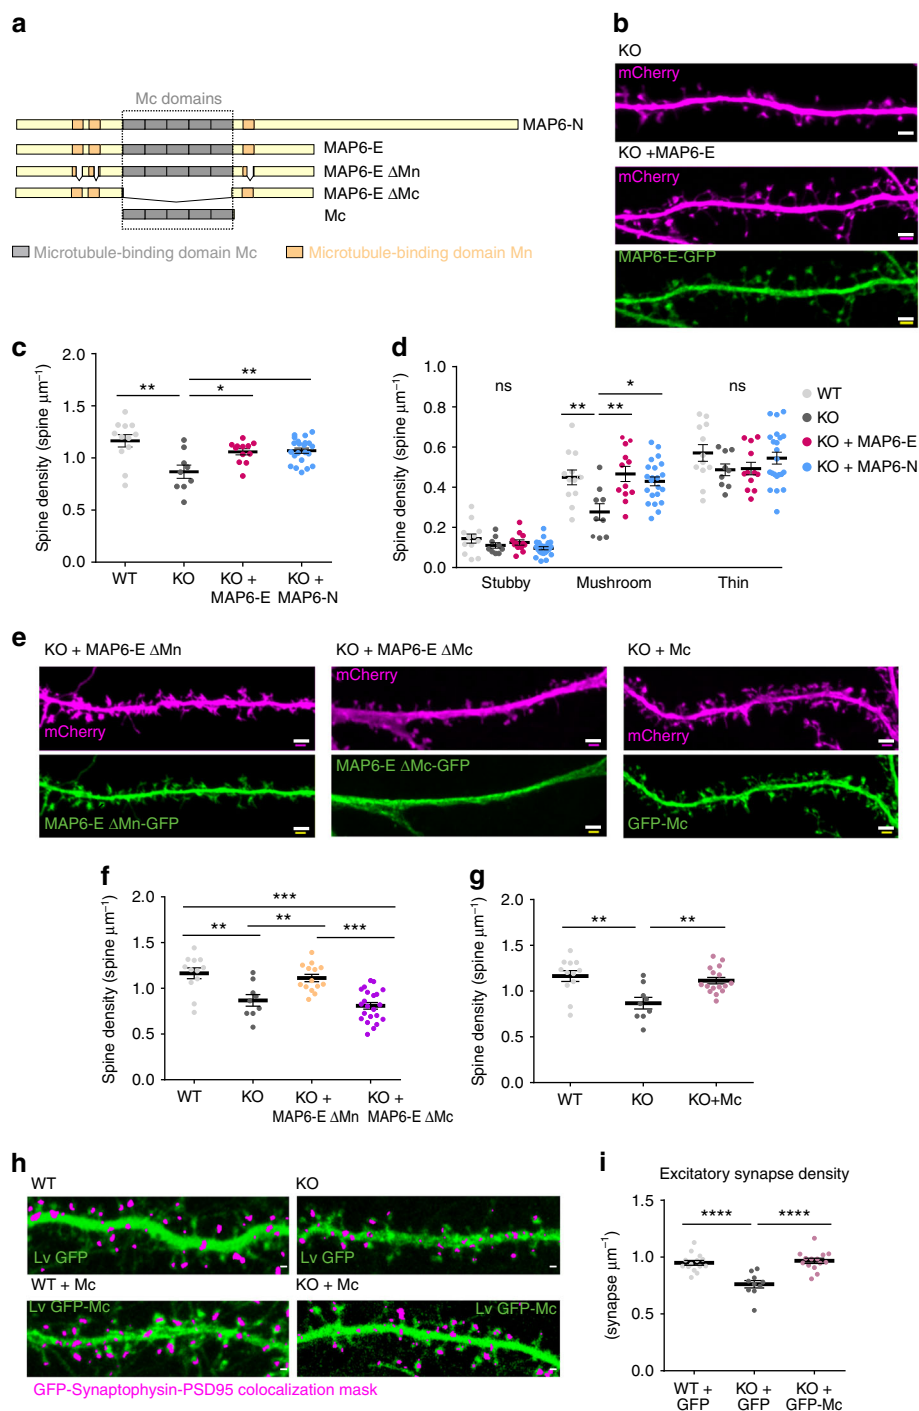 a
Mc domains
MAP6-N
MAP6-E
MAP6-E ΔMn
MAP6-E ΔMc
Mc
Microtubule-binding domain Mc
Microtubule-binding domain Mn
b
KO
mCherry
KO +MAP6-E
mCherry
MAP6-E-GFP
c
Spine density (spine μm⁻¹)
2.0
1.5
1.0
0.5
0
**
*
**
WT
KO
KO +
MAP6-E
KO +
MAP6-N
d
Spine density (spine μm⁻¹)
1.0
0.8
0.6
0.4
0.2
0.0
ns
**
**
*
ns
Stubby
Mushroom
Thin
WT
KO
KO + MAP6-E
KO + MAP6-N
e
KO + MAP6-E ΔMn
mCherry
MAP6-E ΔMn-GFP
KO + MAP6-E ΔMc
mCherry
MAP6-E ΔMc-GFP
KO + Mc
mCherry
GFP-Mc
f
Spine density (spine μm⁻¹)
2.0
1.5
1.0
0.5
0.0
***
**
**
***
WT
KO
KO +
MAP6-E ΔMn
KO +
MAP6-E ΔMc
g
Spine density (spine μm⁻¹)
2.0
1.5
1.0
0.5
0.0
**
**
WT
KO
KO+Mc
h
WT
Lv GFP
KO
Lv GFP
WT + Mc
Lv GFP-Mc
KO + Mc
Lv GFP-Mc
GFP-Synaptophysin-PSD95 colocalization mask
i
Excitatory synapse density
(synapse μm⁻¹)
1.5
1.0
0.5
0.0
****
****
WT +
GFP
KO +
GFP
KO +
GFP-Mc